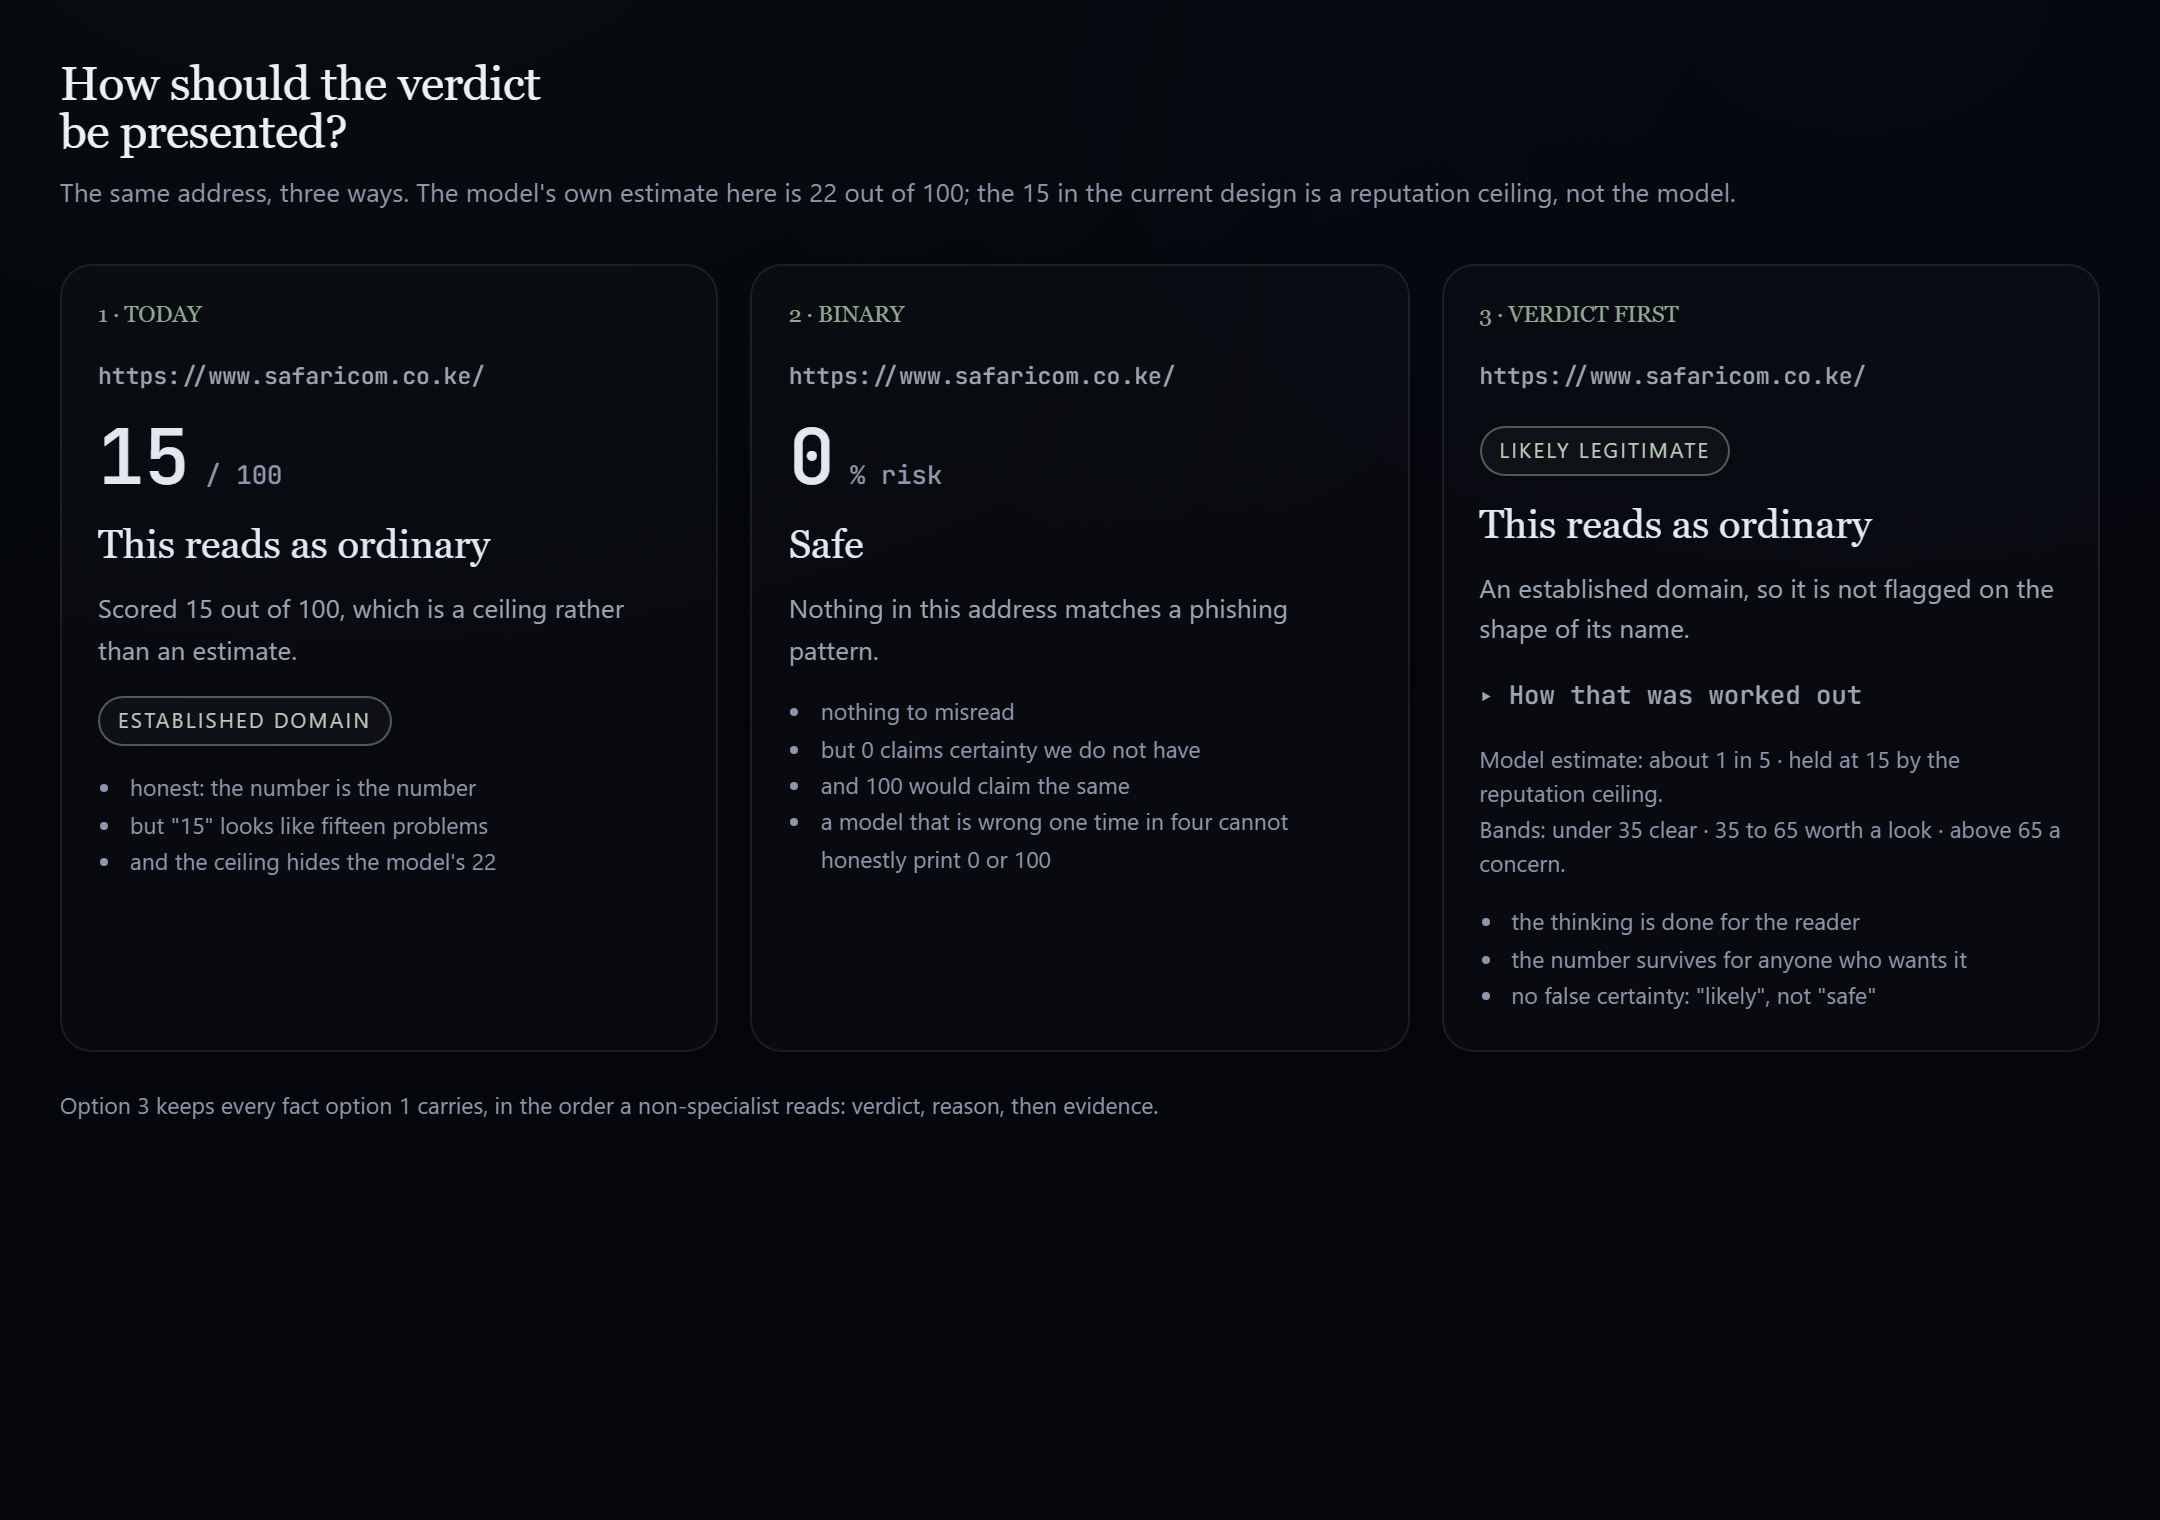 How should the verdict
be presented?
The same address, three ways. The model's own estimate here is 22 out of 100; the 15 in the current design is a reputation ceiling, not the model.
1 · TODAY
https://www.safaricom.co.ke/
15 / 100
This reads as ordinary
Scored 15 out of 100, which is a ceiling rather
than an estimate.
ESTABLISHED DOMAIN
• honest: the number is the number
• but "15" looks like fifteen problems
• and the ceiling hides the model's 22
2 · BINARY
https://www.safaricom.co.ke/
0 % risk
Safe
Nothing in this address matches a phishing
pattern.
• nothing to misread
• but 0 claims certainty we do not have
• and 100 would claim the same
• a model that is wrong one time in four cannot
honestly print 0 or 100
3 · VERDICT FIRST
https://www.safaricom.co.ke/
LIKELY LEGITIMATE
This reads as ordinary
An established domain, so it is not flagged on the
shape of its name.
▸ How that was worked out
Model estimate: about 1 in 5 · held at 15 by the
reputation ceiling.
Bands: under 35 clear · 35 to 65 worth a look · above 65 a
concern.
• the thinking is done for the reader
• the number survives for anyone who wants it
• no false certainty: "likely", not "safe"
Option 3 keeps every fact option 1 carries, in the order a non-specialist reads: verdict, reason, then evidence.